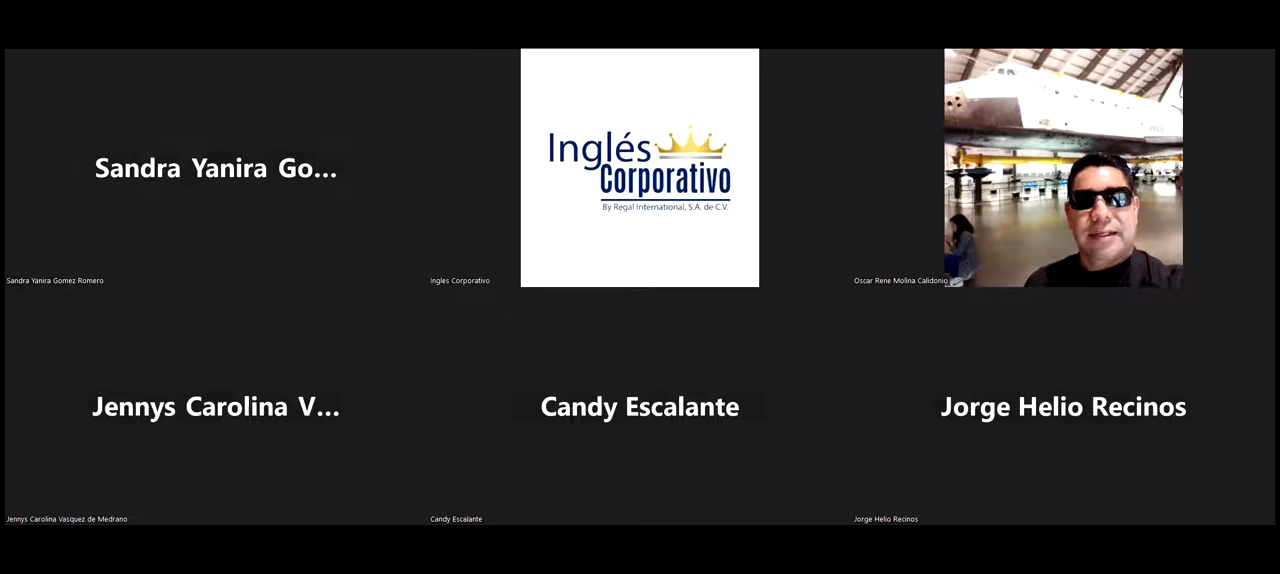 Sandra Yanira Go...
Sandra Yanira Gomez Romero
Inglés
Corporativo
By Regal International, S.A. de C.V.
Ingles Corporativo
Oscar Rene Molina Calidonio
Jennys Carolina V...
Jennys Carolina Vasquez de Medrano
Candy Escalante
Candy Escalante
Jorge Helio Recinos
Jorge Helio Recinos